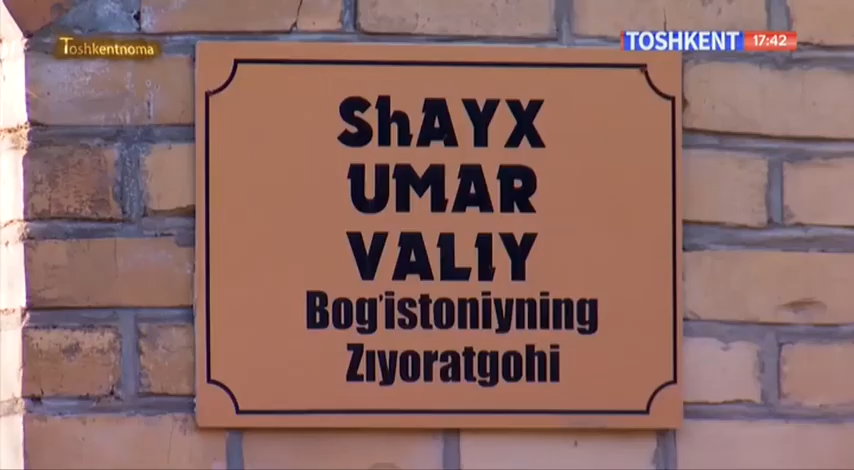 Toshkentnoma
TOSHKENT 17:42
ShAYX
UMAR
VALIY
Bog'istoniyning
Ziyoratgohi